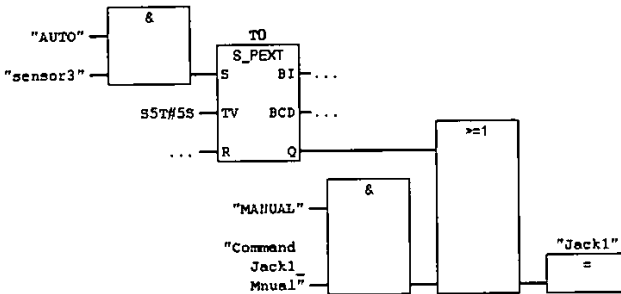 &
"AUTO"
"sensor3"
T0
S_PEXT
S
BI
...
S5T#5S
TV
BCD
...
...
R
Q
>=1
&
"MANUAL"
"Command
Jack1_
Mnual"
"Jack1"
=